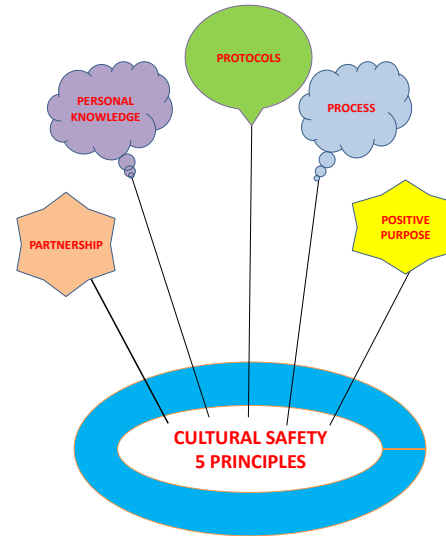 PROTOCOLS
PERSONAL
KNOWLEDGE
PROCESS
PARTNERSHIP
POSITIVE
PURPOSE
CULTURAL SAFETY
5 PRINCIPLES